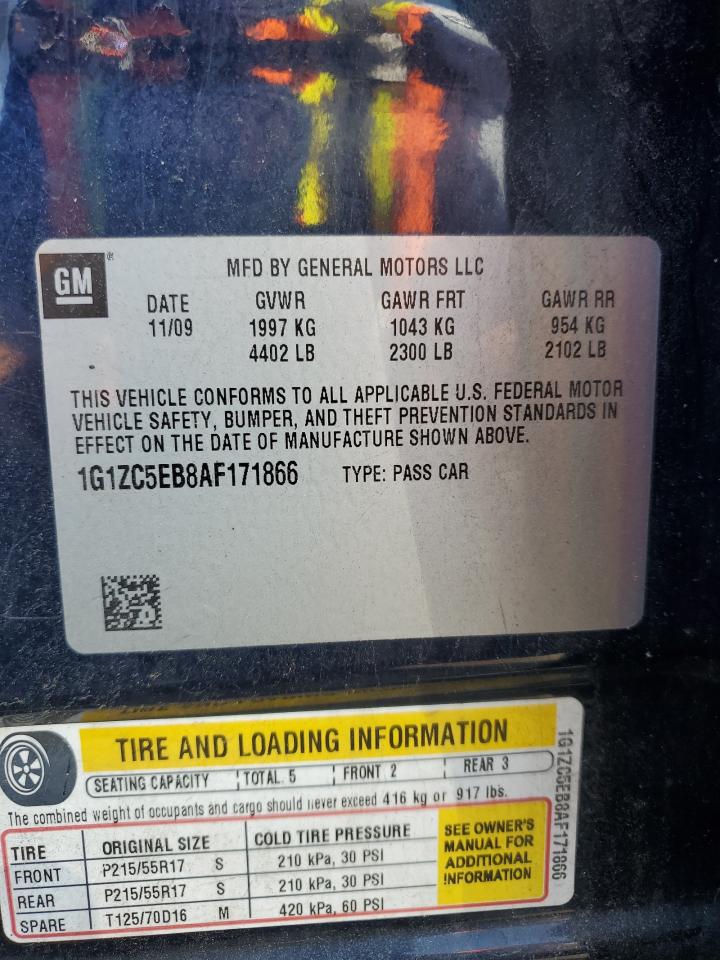 GM ®
MFD BY GENERAL MOTORS LLC
DATE GVWR GAWR FRT GAWR RR
11/09 1997 KG 1043 KG 954 KG
4402 LB 2300 LB 2102 LB
THIS VEHICLE CONFORMS TO ALL APPLICABLE U.S. FEDERAL MOTOR
VEHICLE SAFETY, BUMPER, AND THEFT PREVENTION STANDARDS IN
EFFECT ON THE DATE OF MANUFACTURE SHOWN ABOVE.
1G1ZC5EB8AF171866 TYPE: PASS CAR
TIRE AND LOADING INFORMATION
SEATING CAPACITY TOTAL 5 FRONT 2 REAR 3
The combined weight of occupants and cargo should never exceed 416 kg or 917 lbs.
TIRE ORIGINAL SIZE COLD TIRE PRESSURE
FRONT P215/55R17 S 210 kPa, 30 PSI
REAR P215/55R17 S 210 kPa, 30 PSI
SPARE T125/70D16 M 420 kPa, 60 PSI
SEE OWNER'S
MANUAL FOR
ADDITIONAL
INFORMATION
1G1ZC5EB8AF171866